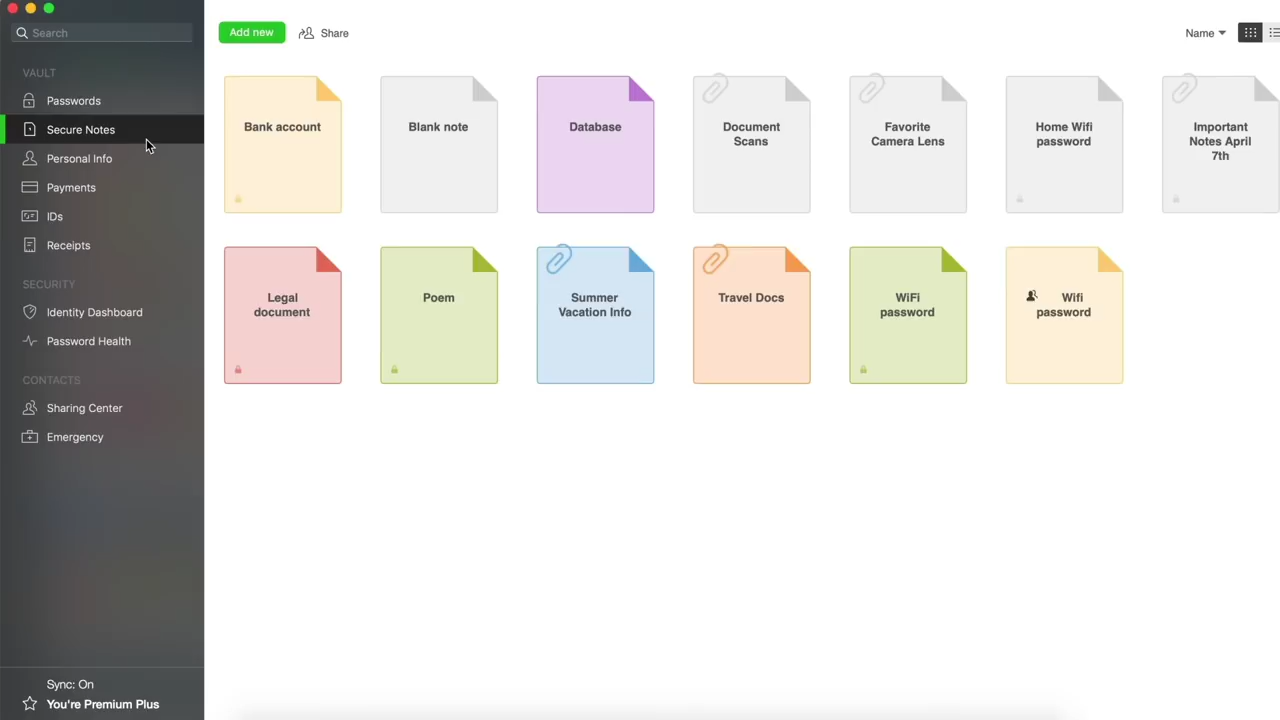 Search
Add new
Share
Name
VAULT
Passwords
Secure Notes
Personal Info
Payments
IDs
Receipts
SECURITY
Identity Dashboard
Password Health
CONTACTS
Sharing Center
Emergency
Sync: On
You're Premium Plus
Bank account
Blank note
Database
Document
Scans
Favorite
Camera Lens
Home Wifi
password
Important
Notes April
7th
Legal
document
Poem
Summer
Vacation Info
Travel Docs
WiFi
password
Wifi
password